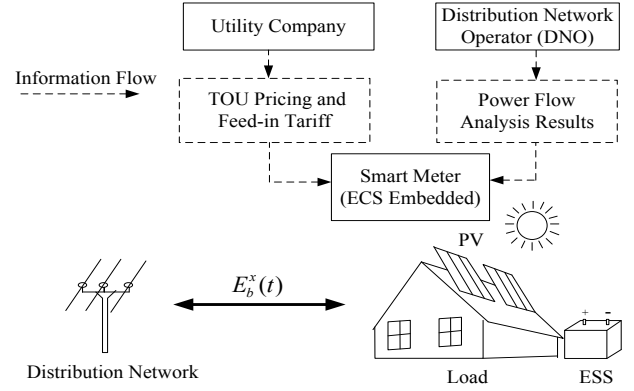 Utility Company
Distribution Network
Operator (DNO)
Information Flow
TOU Pricing and
Feed-in Tariff
Power Flow
Analysis Results
Smart Meter
(ECS Embedded)
PV
E_b^x(t)
+ -
Distribution Network
Load
ESS